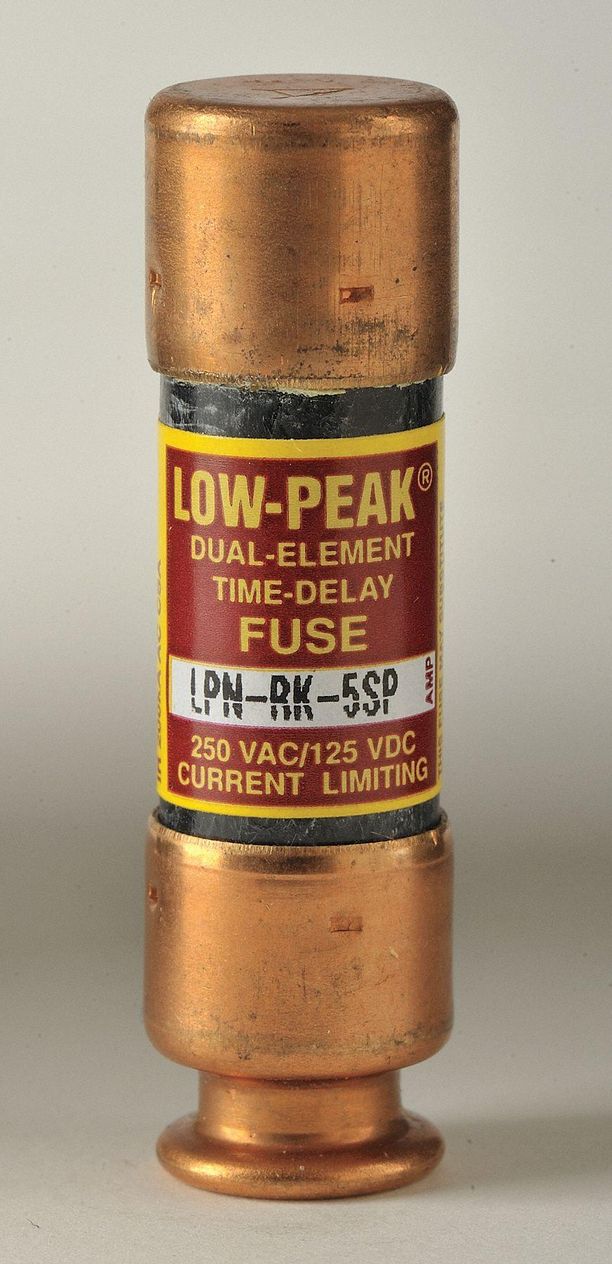 LOW-PEAK®
DUAL-ELEMENT
TIME-DELAY
FUSE
LPN-RK-5SP AMP
250 VAC/125 VDC
CURRENT LIMITING